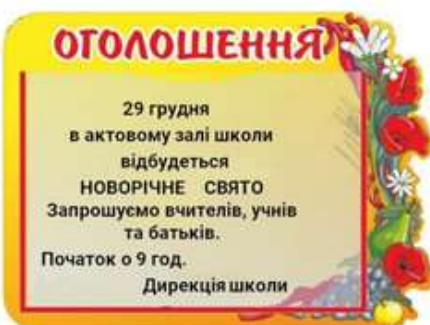 ОГОЛОШЕННЯ
29 грудня
в актовому залі школи
відбудеться
НОВОРІЧНЕ СВЯТО
Запрошуємо вчителів, учнів
та батьків.
Початок о 9 год.
Дирекція школи